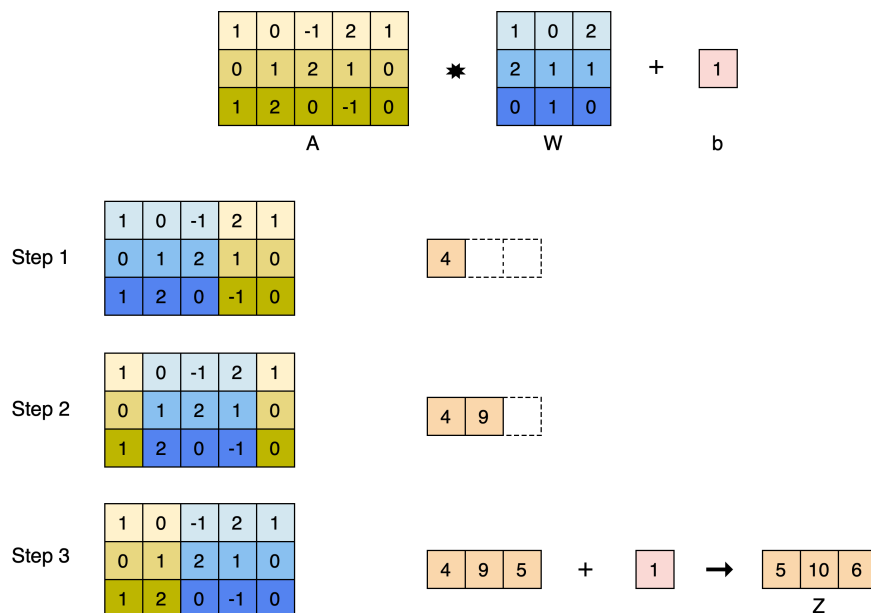 1 0 -1 2 1 1 0 2
0 1 2 1 0 ✷ 2 1 1 + 1
1 2 0 -1 0 0 1 0
A W b
1 0 -1 2 1
Step 1 0 1 2 1 0 4
1 2 0 -1 0
1 0 -1 2 1
Step 2 0 1 2 1 0 4 9
1 2 0 -1 0
1 0 -1 2 1
Step 3 0 1 2 1 0 4 9 5 + 1 → 5 10 6
1 2 0 -1 0 Z